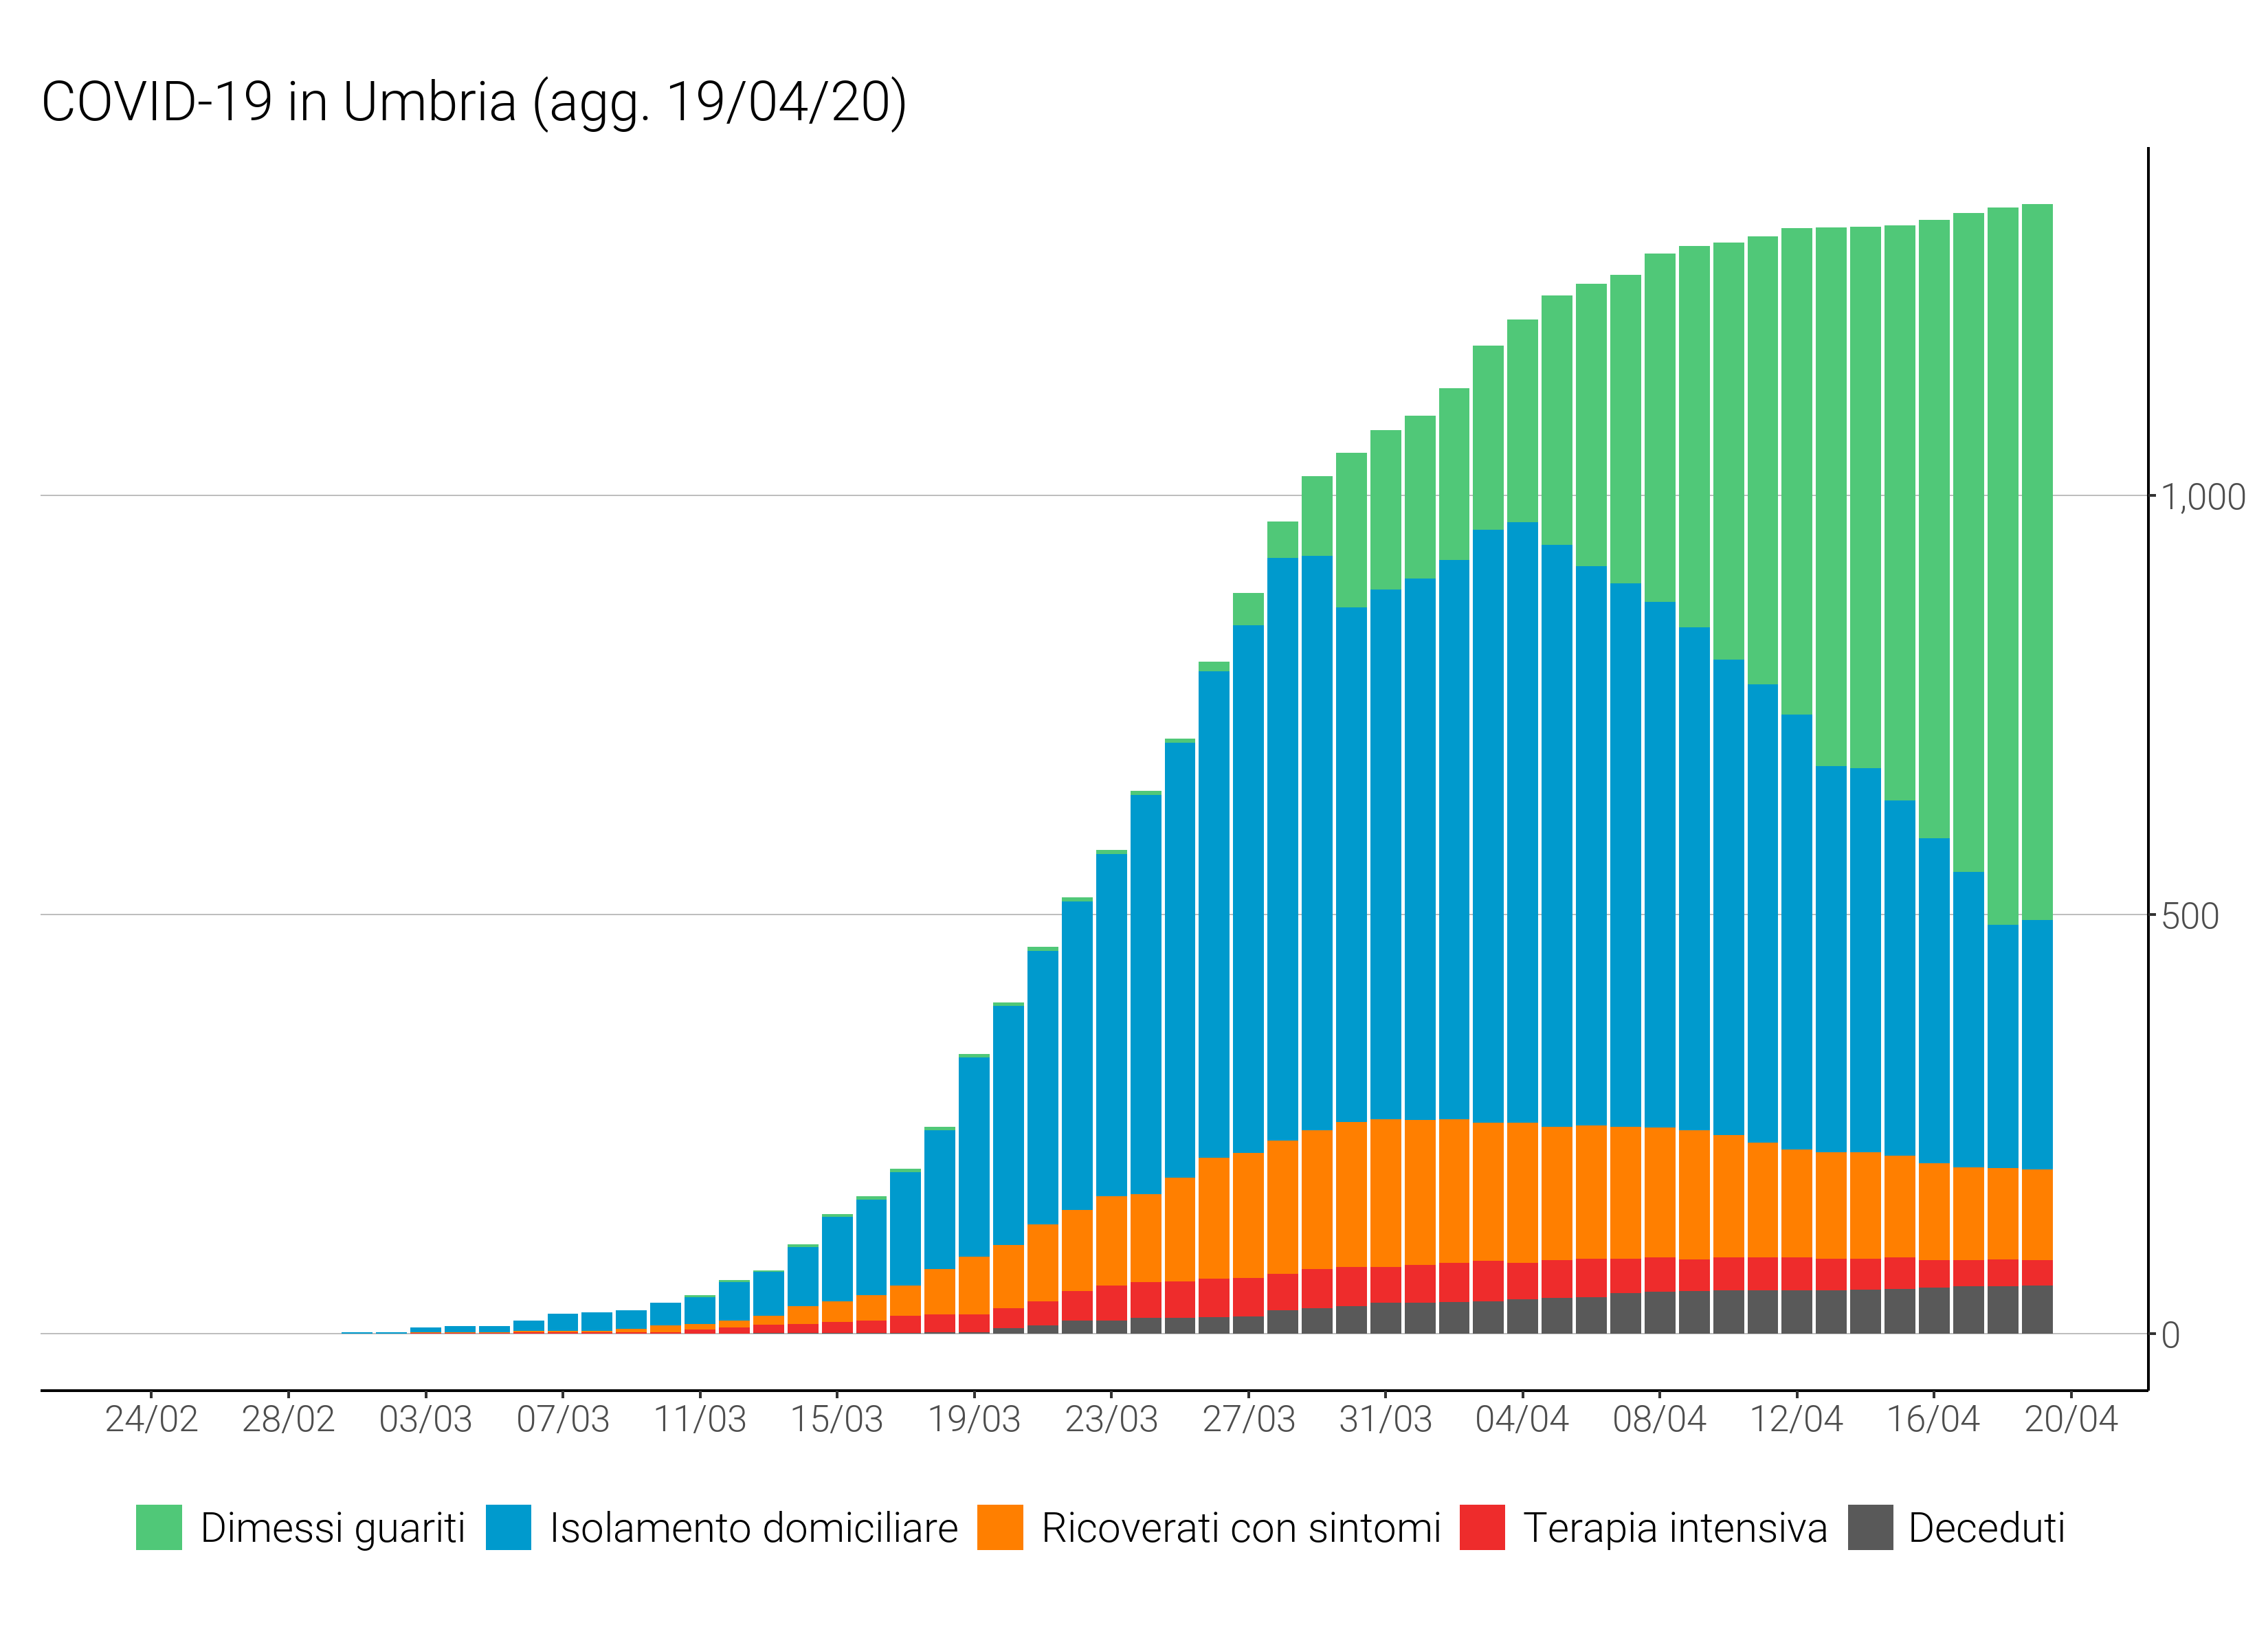 COVID-19 in Umbria (agg. 19/04/20)
1,000
500
0
24/02 28/02 03/03 07/03 11/03 15/03 19/03 23/03 27/03 31/03 04/04 08/04 12/04 16/04 20/04
Dimessi guariti Isolamento domiciliare Ricoverati con sintomi Terapia intensiva Deceduti